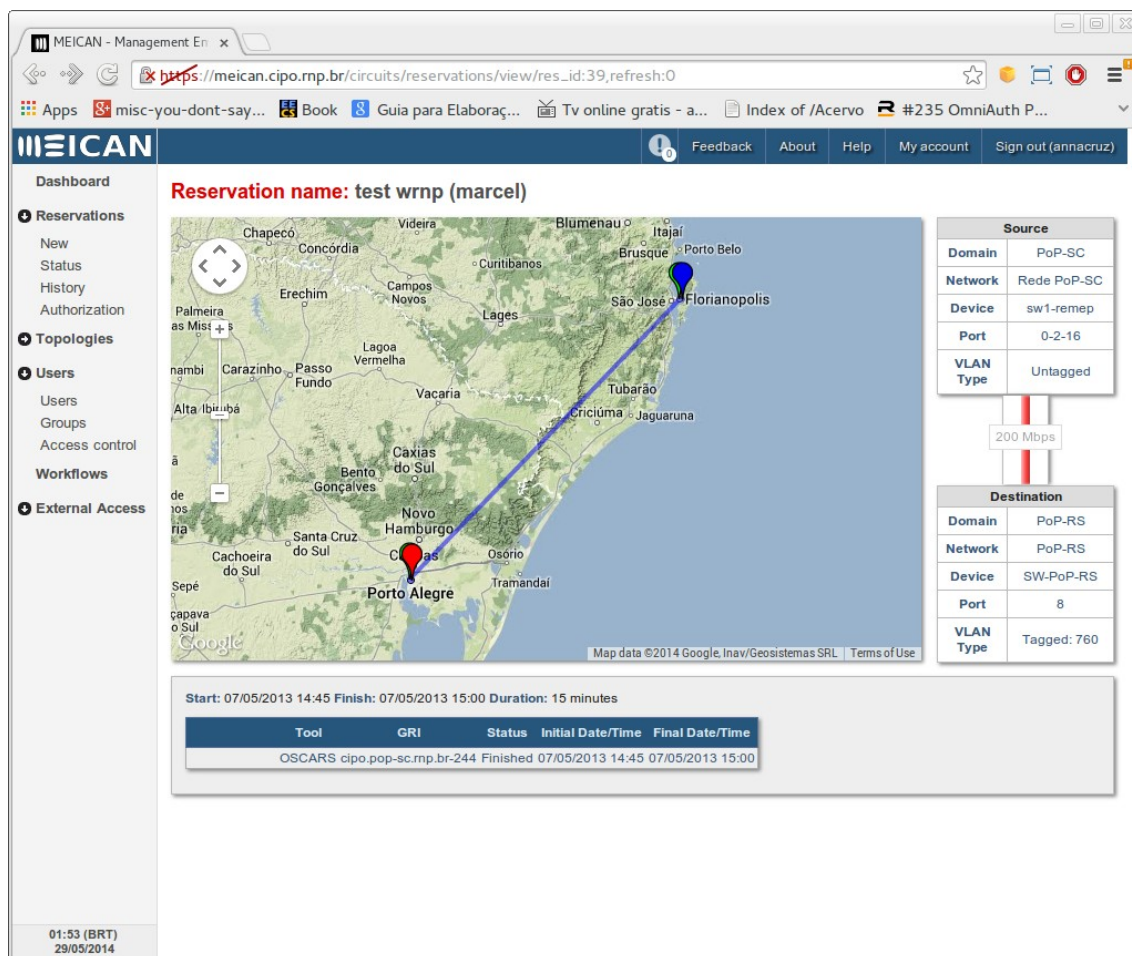 MEICAN - Management En
https://meican.cipo.rnp.br/circuits/reservations/view/res_id:39,refresh:0
Apps misc-you-dont-say... Book Guia para Elaboraç... Tv online gratis - a... Index of /Acervo #235 OmniAuth P...
MEICAN
0 Feedback About Help My account Sign out (annacruz)
Dashboard
Reservations
New
Status
History
Authorization
Topologies
Users
Users
Groups
Access control
Workflows
External Access
01:53 (BRT)
29/05/2014
Reservation name: test wrnp (marcel)
Chapecó
Videira
Blumenau
Itajaí
Concórdia
Brusque
Porto Belo
Curitibanos
Erechim
Campos
Novos
São José
Florianopolis
Palmeira
Lages
Lagoa
Vermelha
Carazinho
Passo
Fundo
Vacaria
Tubarão
Criciúma
Jaguaruna
Caxias
do Sul
Bento
Gonçalves
Novo
Hamburgo
Santa Cruz
do Sul
Cachoeira
do Sul
Osório
Sepé
Tramandaí
Porto Alegre
o Sul
Google
Map data ©2014 Google, Inav/Geosistemas SRL Terms of Use
Source
Domain PoP-SC
Network Rede PoP-SC
Device sw1-remep
Port 0-2-16
VLAN
Type Untagged
200 Mbps
Destination
Domain PoP-RS
Network PoP-RS
Device SW-PoP-RS
Port 8
VLAN
Type Tagged: 760
Start: 07/05/2013 14:45 Finish: 07/05/2013 15:00 Duration: 15 minutes
Tool GRI Status Initial Date/Time Final Date/Time
OSCARS cipo.pop-sc.rnp.br-244 Finished 07/05/2013 14:45 07/05/2013 15:00